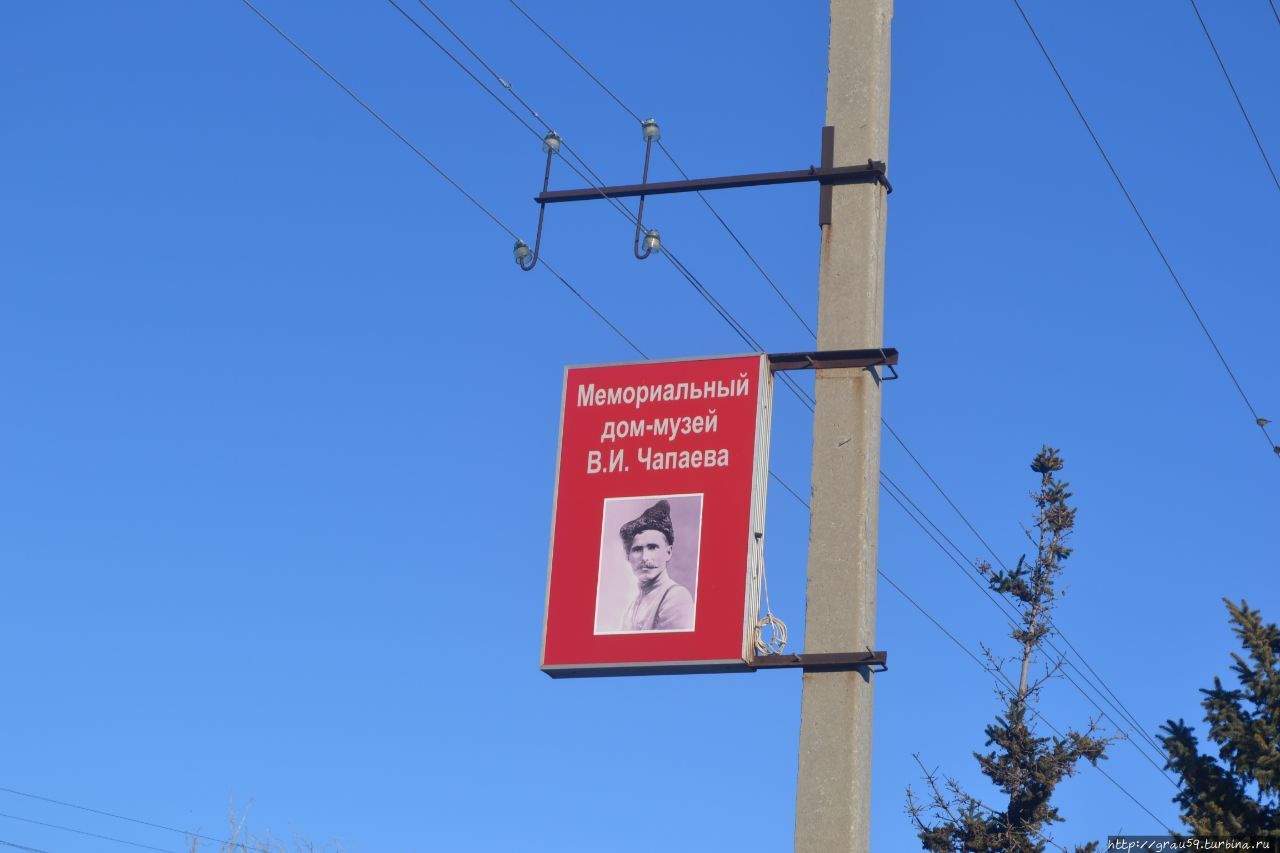 Мемориальный
дом-музей
В.И. Чапаева
http://grau59.turbina.ru